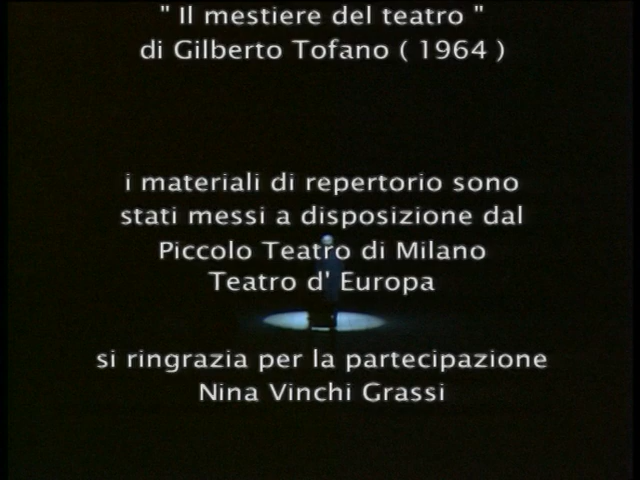 " Il mestiere del teatro "
di Gilberto Tofano ( 1964 )
i materiali di repertorio sono
stati messi a disposizione dal
Piccolo Teatro di Milano
Teatro d' Europa
si ringrazia per la partecipazione
Nina Vinchi Grassi